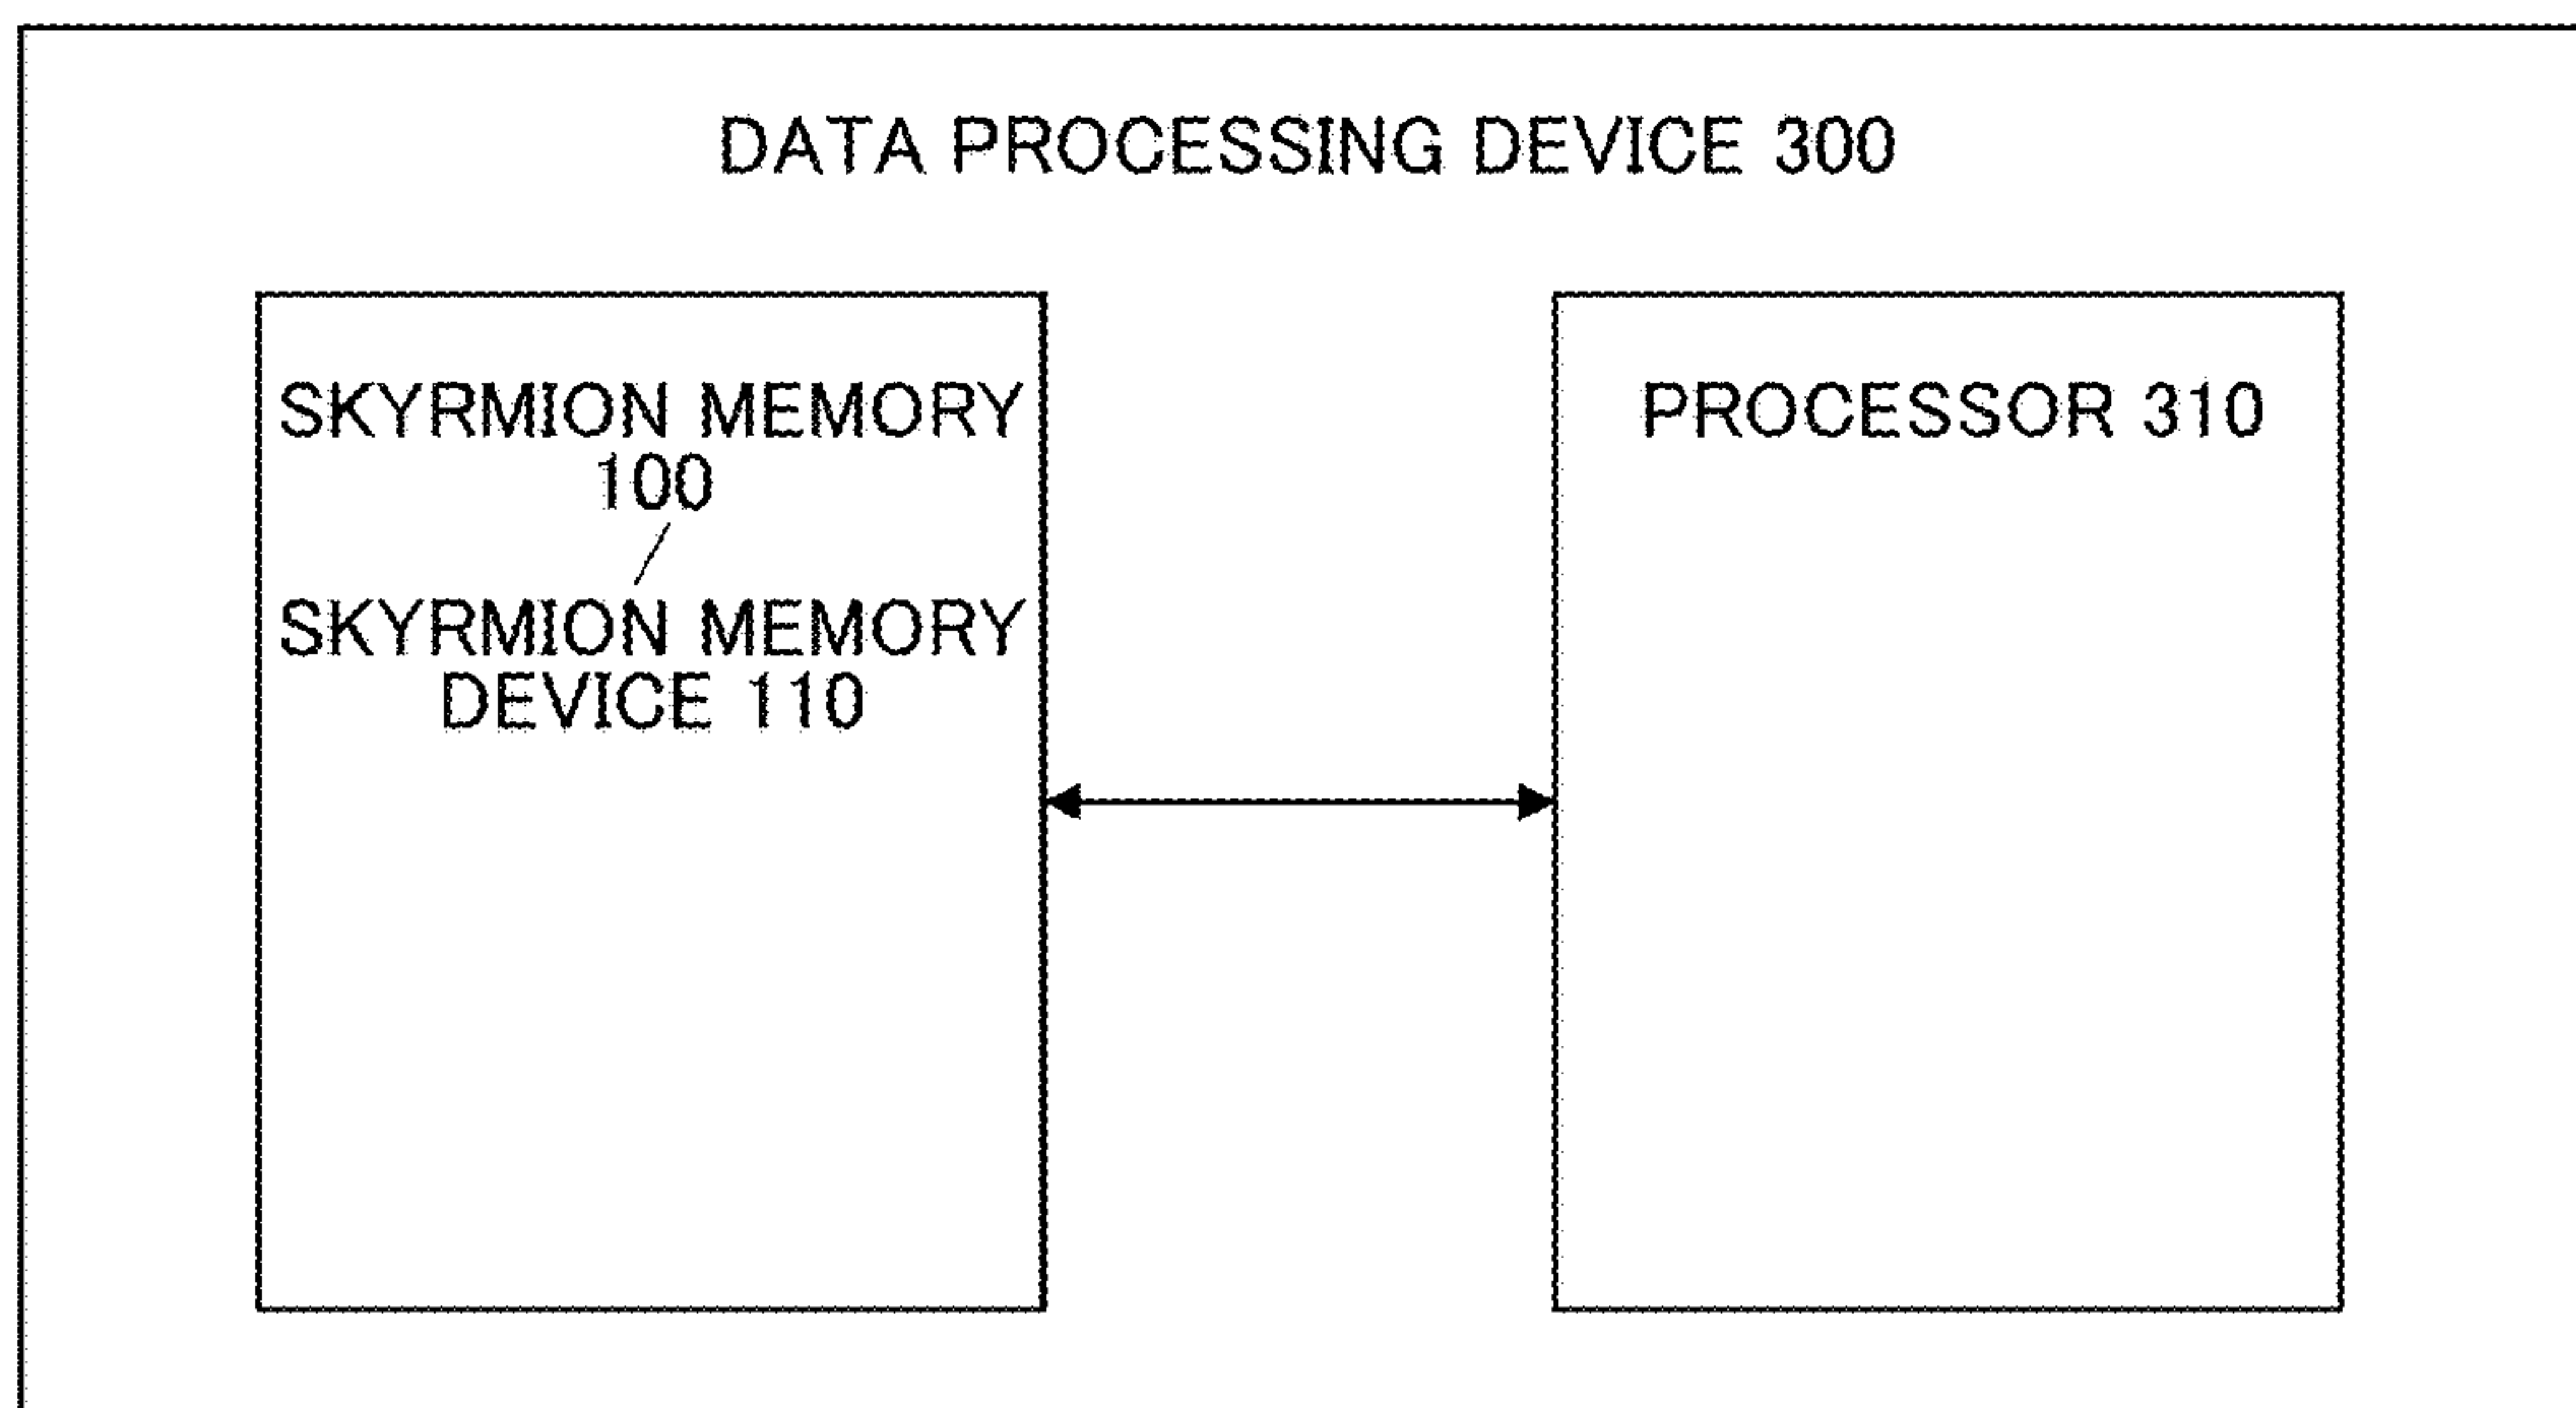 DATA PROCESSING DEVICE 300
SKYRMION MEMORY
100
SKYRMION MEMORY
DEVICE 110
PROCESSOR 310